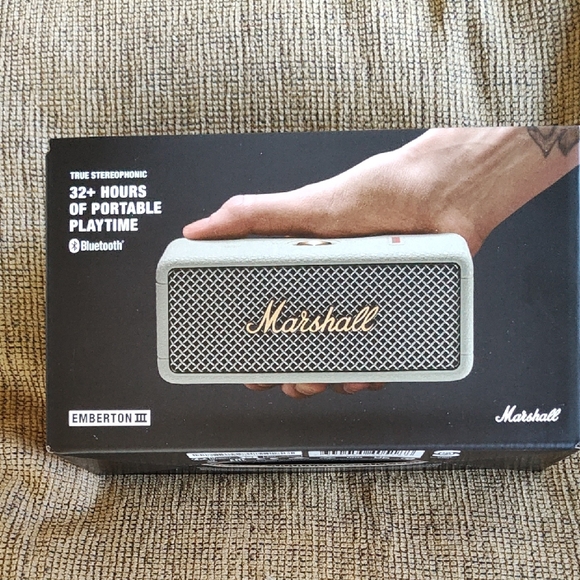 TRUE STEREOPHONIC
32+ HOURS
OF PORTABLE
PLAYTIME
Bluetooth®
Marshall
EMBERTON III
Marshall